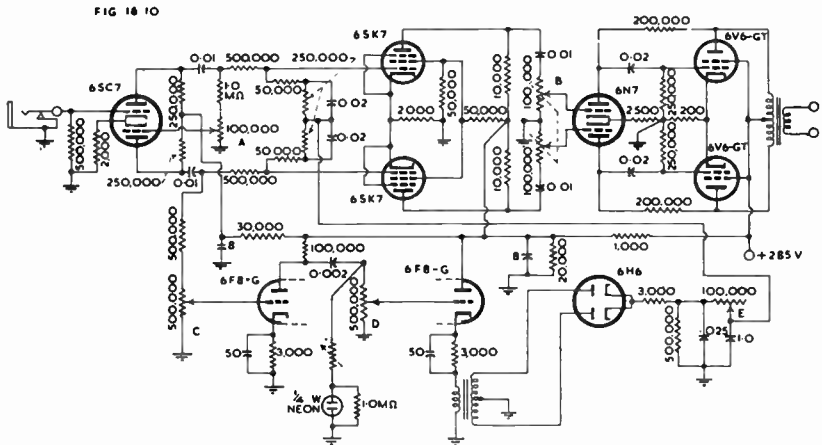 FIG 18 10
6SC7
0.01
500,000
250,000
250,000
1.0
MΩ
100,000
A
500,000
2,000
250,000
0.01
500,000
50,000
50,000
0.02
0.02
6SK7
6SK7
2,000
50,000
50,000
10,000
10,000
0.01
100,000
100,000
B
0.01
6N7
200,000
0.02
2500
200
0.02
200,000
6V6-GT
6V6-GT
500,000
500,000
C
8
30,000
100,000
0.002
6F8-G
50
3,000
500,000
D
1/4 W
NEON
1.0MΩ
6F8-G
50
3,000
8
20,000
1,000
+285V
6H6
3,000
100,000
E
500,000
.025
1.0